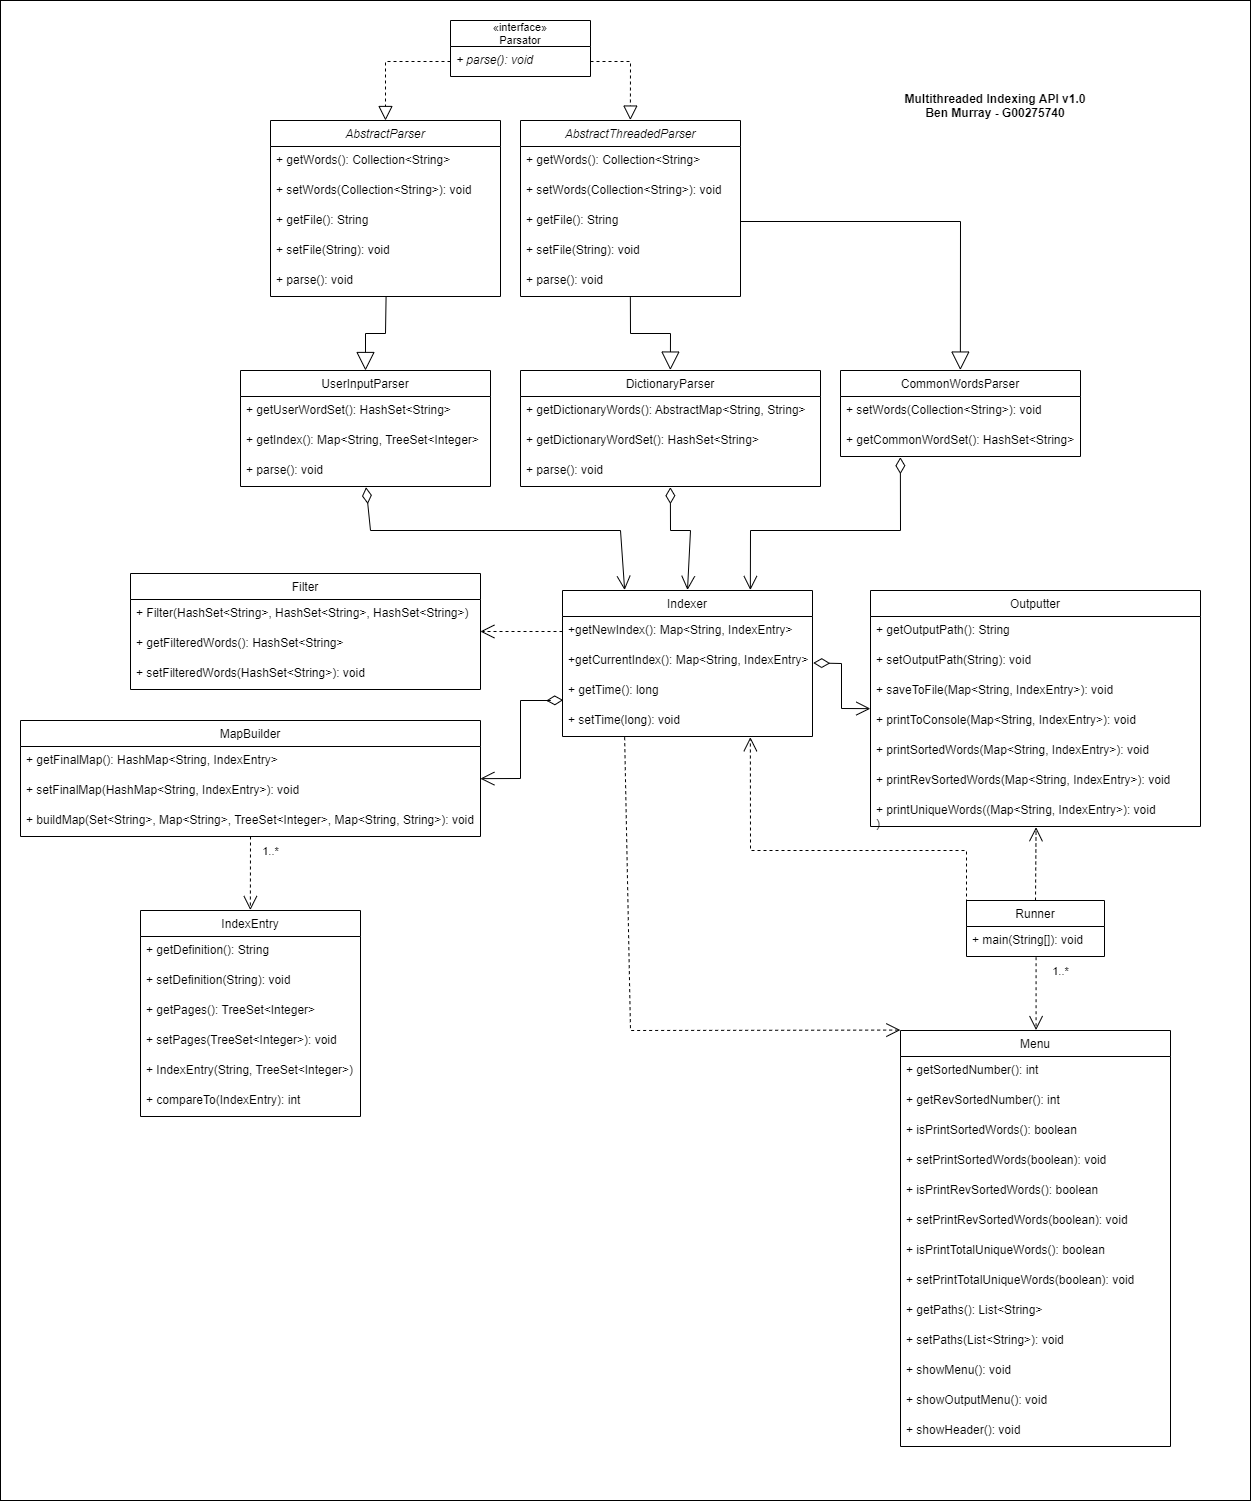 «interface»
Parsator
+ parse(): void
Multithreaded Indexing API v1.0
Ben Murray - G00275740
AbstractParser
+ getWords(): Collection<String>
+ setWords(Collection<String>): void
+ getFile(): String
+ setFile(String): void
+ parse(): void
AbstractThreadedParser
+ getWords(): Collection<String>
+ setWords(Collection<String>): void
+ getFile(): String
+ setFile(String): void
+ parse(): void
UserInputParser
+ getUserWordSet(): HashSet<String>
+ getIndex(): Map<String, TreeSet<Integer>
+ parse(): void
DictionaryParser
+ getDictionaryWords(): AbstractMap<String, String>
+ getDictionaryWordSet(): HashSet<String>
+ parse(): void
CommonWordsParser
+ setWords(Collection<String>): void
+ getCommonWordSet(): HashSet<String>
Filter
+ Filter(HashSet<String>, HashSet<String>, HashSet<String>)
+ getFilteredWords(): HashSet<String>
+ setFilteredWords(HashSet<String>): void
Indexer
+getNewIndex(): Map<String, IndexEntry>
+getCurrentIndex(): Map<String, IndexEntry>
+ getTime(): long
+ setTime(long): void
Outputter
+ getOutputPath(): String
+ setOutputPath(String): void
+ saveToFile(Map<String, IndexEntry>): void
+ printToConsole(Map<String, IndexEntry>): void
+ printSortedWords(Map<String, IndexEntry>): void
+ printRevSortedWords(Map<String, IndexEntry>): void
+ printUniqueWords((Map<String, IndexEntry>): void
)
MapBuilder
+ getFinalMap(): HashMap<String, IndexEntry>
+ setFinalMap(HashMap<String, IndexEntry>): void
+ buildMap(Set<String>, Map<String>, TreeSet<Integer>, Map<String, String>): void
1..*
IndexEntry
+ getDefinition(): String
+ setDefinition(String): void
+ getPages(): TreeSet<Integer>
+ setPages(TreeSet<Integer>): void
+ IndexEntry(String, TreeSet<Integer>)
+ compareTo(IndexEntry): int
Runner
+ main(String[]): void
1..*
Menu
+ getSortedNumber(): int
+ getRevSortedNumber(): int
+ isPrintSortedWords(): boolean
+ setPrintSortedWords(boolean): void
+ isPrintRevSortedWords(): boolean
+ setPrintRevSortedWords(boolean): void
+ isPrintTotalUniqueWords(): boolean
+ setPrintTotalUniqueWords(boolean): void
+ getPaths(): List<String>
+ setPaths(List<String>): void
+ showMenu(): void
+ showOutputMenu(): void
+ showHeader(): void